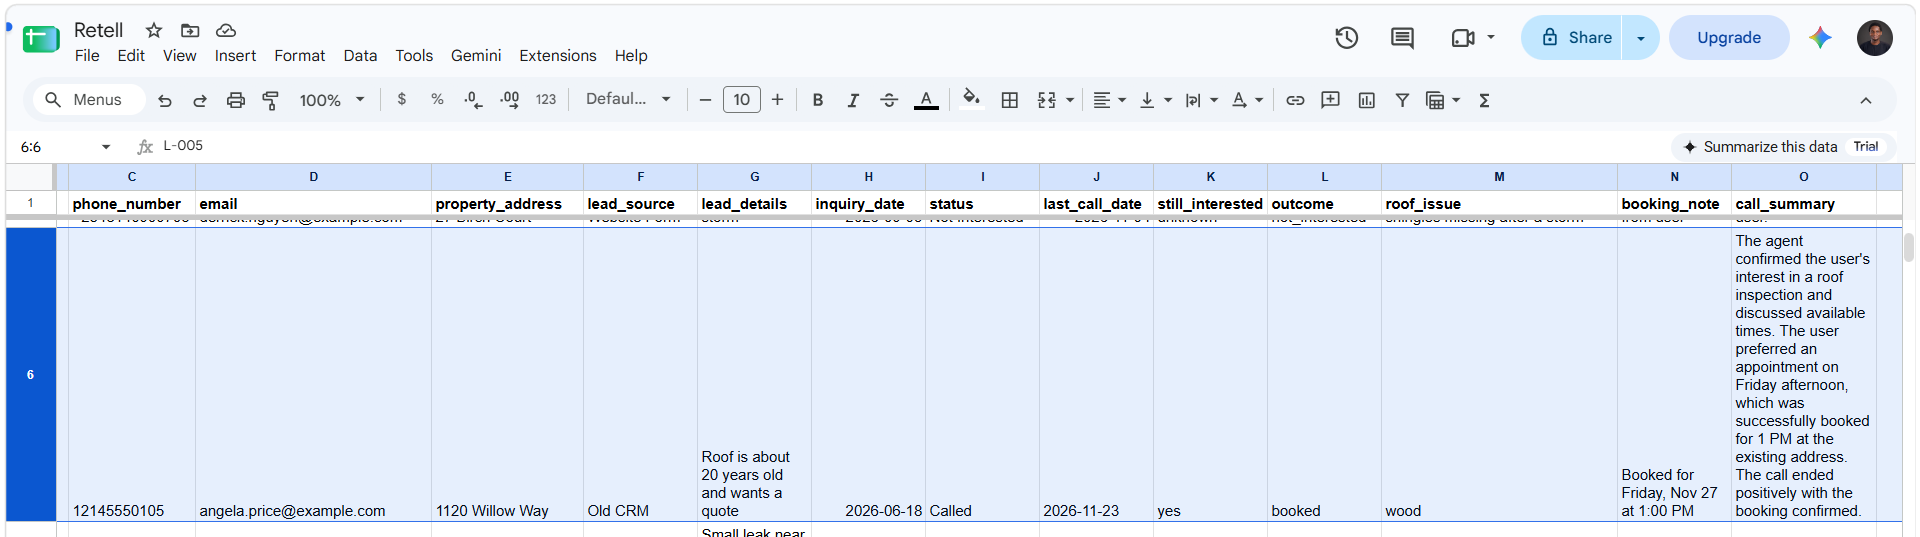 Retell
File Edit View Insert Format Data Tools Gemini Extensions Help
Share
Upgrade
Menus 100% $ % .0 .00 123 Defaul... 10 B I A Σ
6:6 fx L-005 Summarize this data Trial
C D E F G H I J K L M N O
1 phone_number email property_address lead_source lead_details inquiry_date status last_call_date still_interested outcome roof_issue booking_note call_summary
6
12145550105
angela.price@example.com
1120 Willow Way
Old CRM
Roof is about
20 years old
and wants a
quote
2026-06-18
Called
2026-11-23
yes
booked
wood
Booked for
Friday, Nov 27
at 1:00 PM
The agent
confirmed the user's
interest in a roof
inspection and
discussed available
times. The user
preferred an
appointment on
Friday afternoon,
which was
successfully booked
for 1 PM at the
existing address.
The call ended
positively with the
booking confirmed.
Small leak near